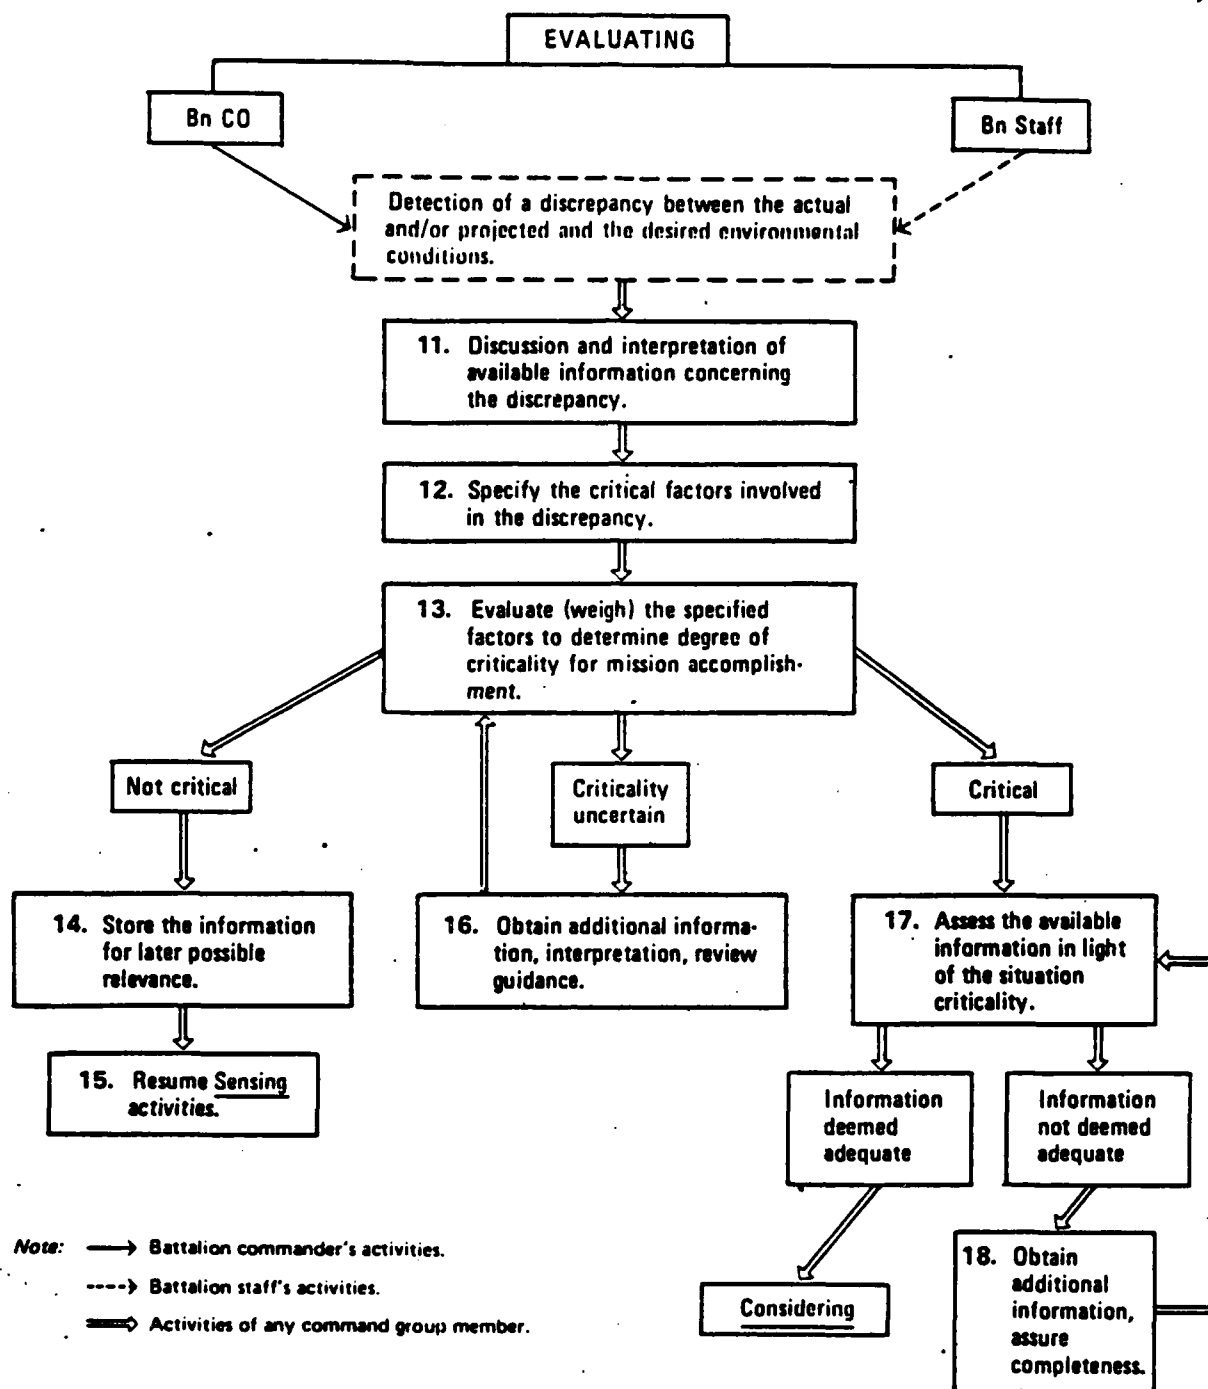 EVALUATING
Bn CO
Bn Staff
Detection of a discrepancy between the actual
and/or projected and the desired environmental
conditions.
11. Discussion and interpretation of
available information concerning
the discrepancy.
12. Specify the critical factors involved
in the discrepancy.
13. Evaluate (weigh) the specified
factors to determine degree of
criticality for mission accomplish-
ment.
Not critical
Criticality
uncertain
Critical
14. Store the information
for later possible
relevance.
16. Obtain additional informa-
tion, interpretation, review
guidance.
17. Assess the available
information in light
of the situation
criticality.
15. Resume Sensing
activities.
Information
deemed
adequate
Information
not deemed
adequate
Considering
18. Obtain
additional
information,
assure
completeness.
Note: Battalion commander's activities.
Battalion staff's activities.
Activities of any command group member.